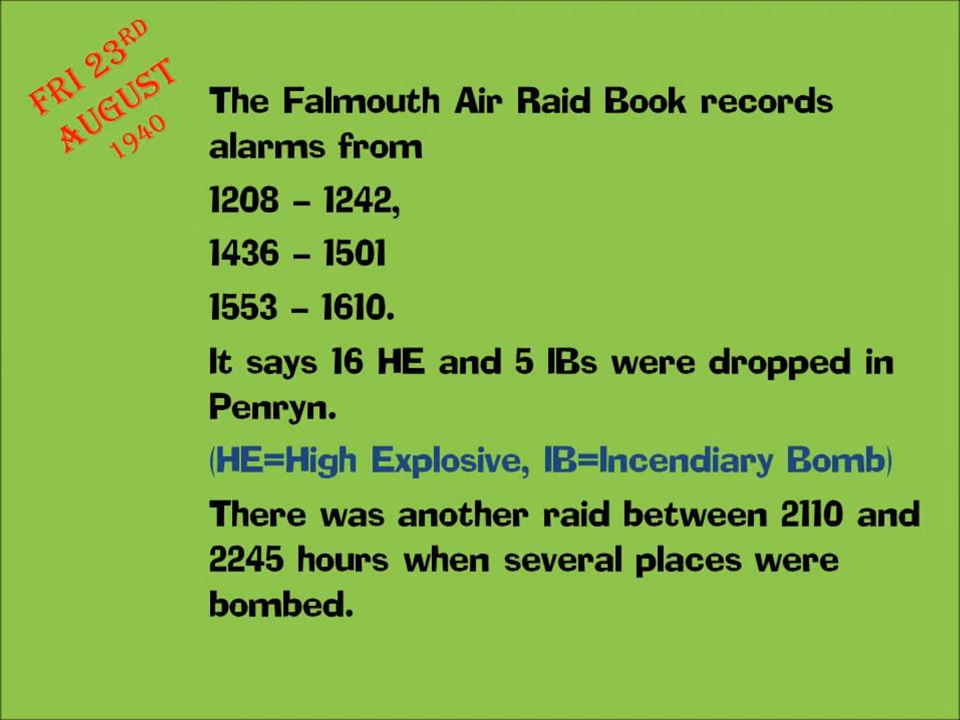 FRI 23RD
AUGUST
1940
The Falmouth Air Raid Book records
alarms from
1208 – 1242,
1436 – 1501
1553 – 1610.
It says 16 HE and 5 IBs were dropped in
Penryn.
(HE=High Explosive, IB=Incendiary Bomb)
There was another raid between 2110 and
2245 hours when several places were
bombed.